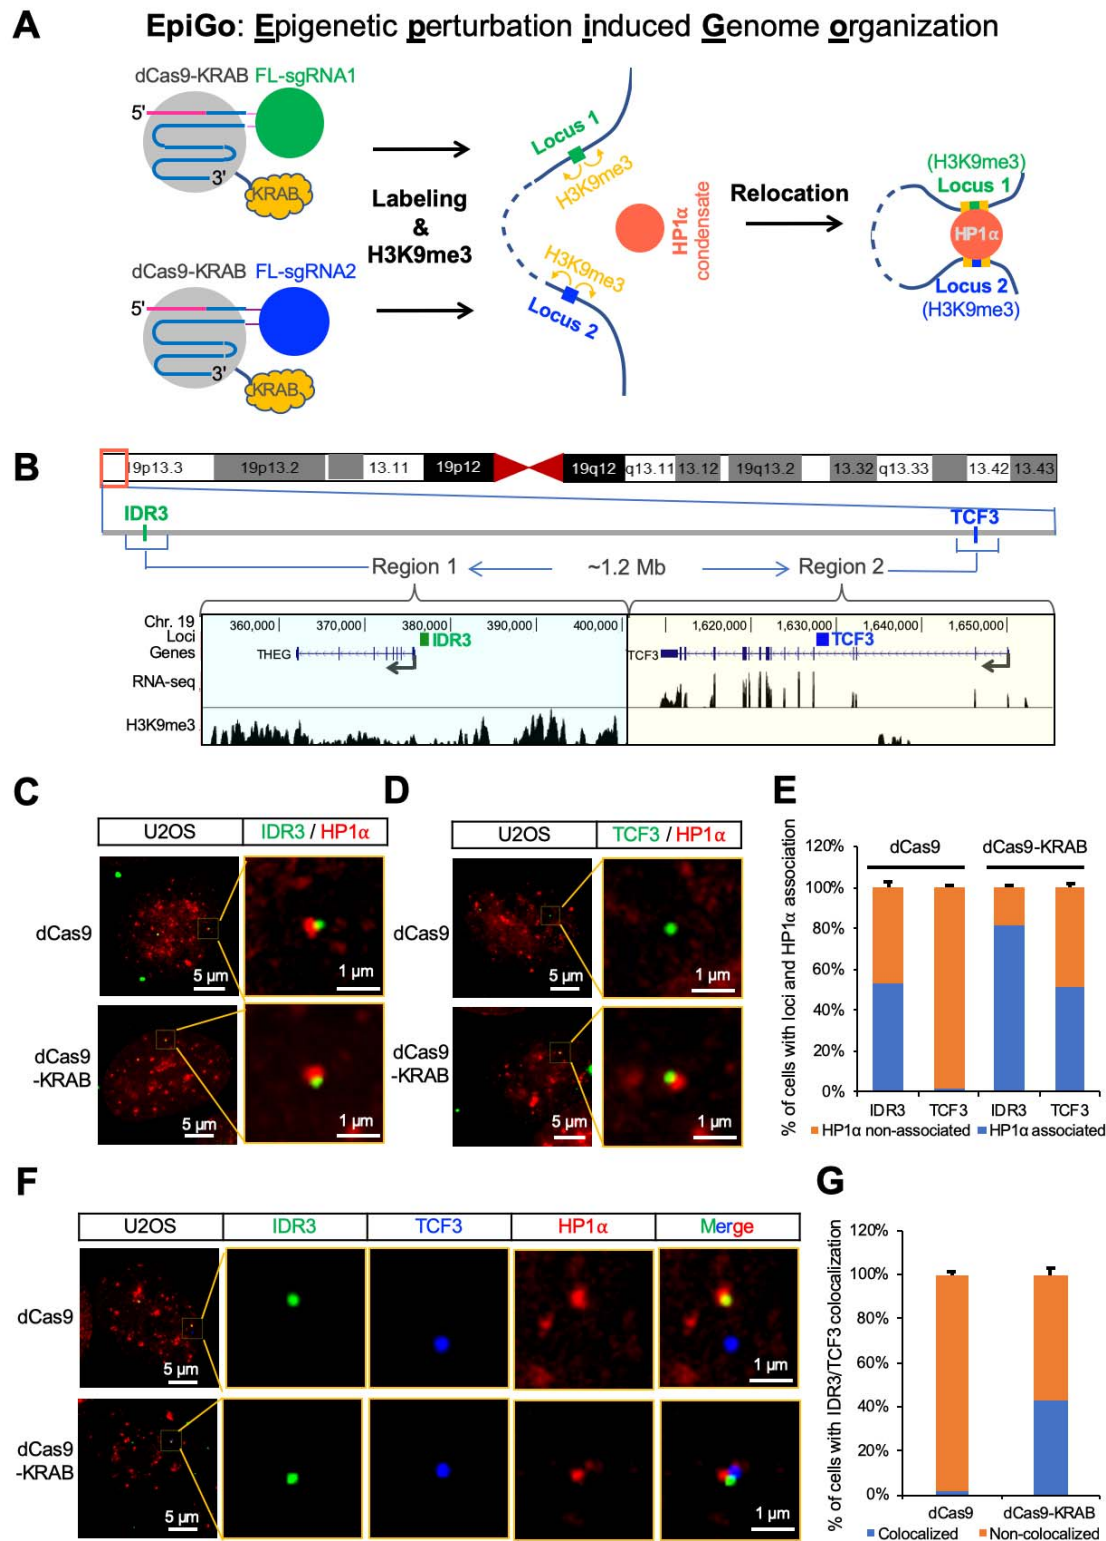 A
EpiGo: Epigenetic perturbation induced Genome organization
dCas9-KRAB FL-sgRNA1
5'
3'
KRAB
dCas9-KRAB FL-sgRNA2
5'
3'
KRAB
Labeling
&
H3K9me3
Locus 1
H3K9me3
H3K9me3
Locus 2
HP1α
condensate
Relocation
(H3K9me3)
Locus 1
HP1α
Locus 2
(H3K9me3)
B
19p13.3 19p13.2 13.11 19p12 19q12 q13.11 13.12 19q13.2 13.32 q13.33 13.42 13.43
IDR3 TCF3
Region 1 ~1.2 Mb Region 2
Chr. 19 360,000 370,000 380,000 390,000 400,000 1,620,000 1,630,000 1,640,000 1,650,000
Loci IDR3 TCF3
Genes THEG TCF3
RNA-seq
H3K9me3
C
U2OS IDR3 / HP1α
dCas9
5 µm 1 µm
dCas9
-KRAB
5 µm 1 µm
D
U2OS TCF3 / HP1α
dCas9
5 µm 1 µm
dCas9
-KRAB
5 µm 1 µm
E
% of cells with loci and HP1α association
120%
100%
80%
60%
40%
20%
0%
dCas9 dCas9-KRAB
IDR3 TCF3 IDR3 TCF3
HP1α non-associated HP1α associated
F
U2OS IDR3 TCF3 HP1α Merge
dCas9
5 µm 1 µm
dCas9
-KRAB
5 µm 1 µm
G
% of cells with IDR3/TCF3 colocalization
120%
100%
80%
60%
40%
20%
0%
dCas9 dCas9-KRAB
Colocalized Non-colocalized